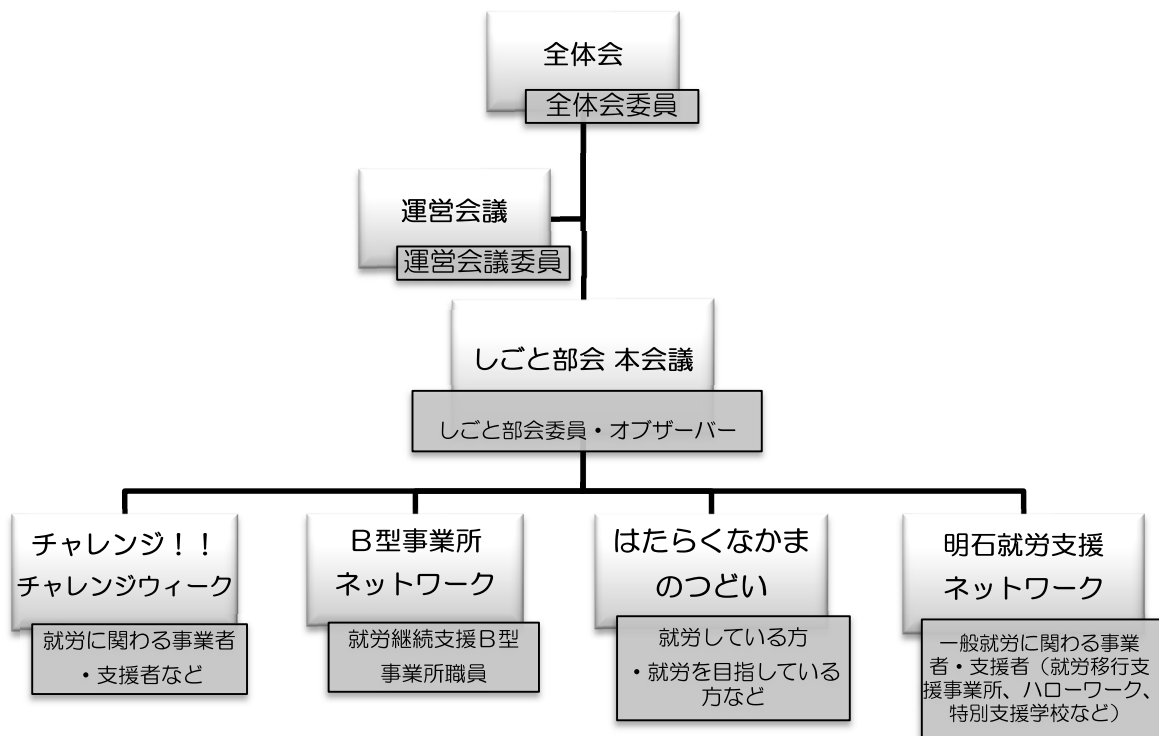 全体会
全体会委員
運営会議
運営会議委員
しごと部会 本会議
しごと部会委員・オブザーバー
チャレンジ！！
チャレンジウィーク
就労に関わる事業者
・支援者など
Ｂ型事業所
ネットワーク
就労継続支援Ｂ型
事業所職員
はたらくなかま
のつどい
就労している方
・就労を目指している
方など
明石就労支援
ネットワーク
一般就労に関わる事業
者・支援者（就労移行支
援事業所、ハローワーク、
特別支援学校など）